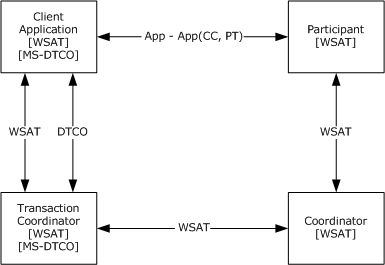 Client
Application
[WSAT]
[MS-DTCO]
App - App(CC, PT)
Participant
[WSAT]
WSAT
DTCO
WSAT
Transaction
Coordinator
[WSAT]
[MS-DTCO]
WSAT
Coordinator
[WSAT]